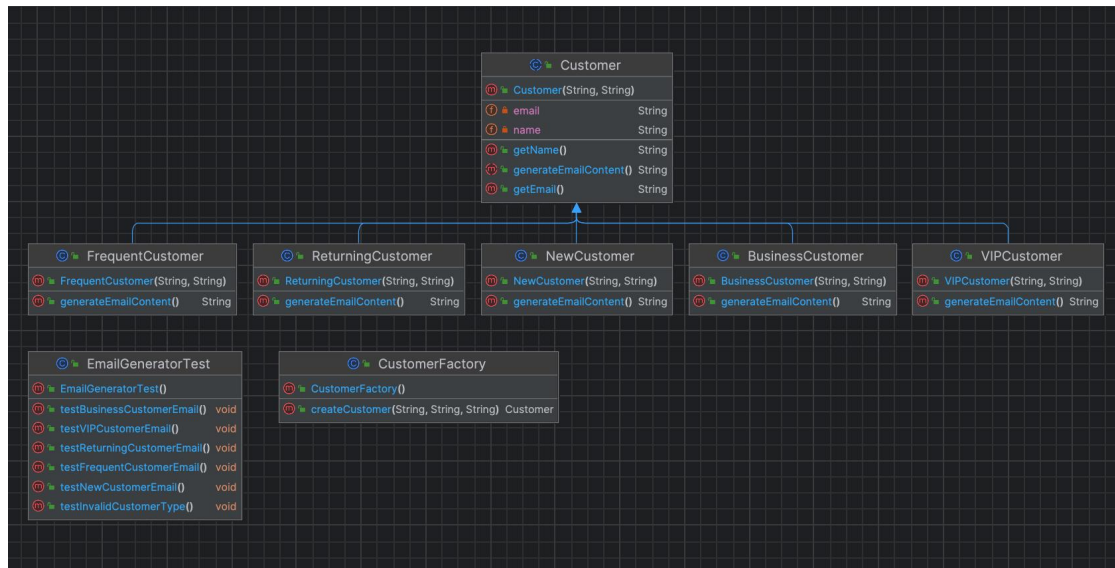 Customer
Customer(String, String)
email String
name String
getName() String
generateEmailContent() String
getEmail() String
FrequentCustomer
FrequentCustomer(String, String)
generateEmailContent() String
ReturningCustomer
ReturningCustomer(String, String)
generateEmailContent() String
NewCustomer
NewCustomer(String, String)
generateEmailContent() String
BusinessCustomer
BusinessCustomer(String, String)
generateEmailContent() String
VIPCustomer
VIPCustomer(String, String)
generateEmailContent() String
EmailGeneratorTest
EmailGeneratorTest()
testBusinessCustomerEmail() void
testVIPCustomerEmail() void
testReturningCustomerEmail() void
testFrequentCustomerEmail() void
testNewCustomerEmail() void
testInvalidCustomerType() void
CustomerFactory
CustomerFactory()
createCustomer(String, String, String) Customer